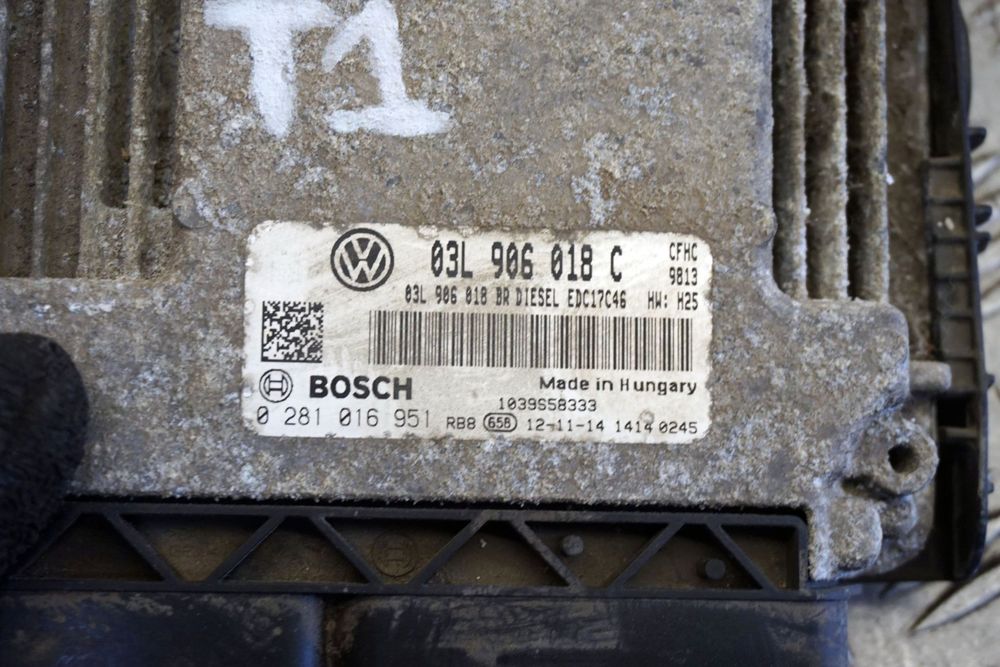 T1
03L 906 018 C
CFHC
9813
03L 906 018 BR DIESEL EDC17C46 HW: H25
BOSCH
Made in Hungary
1039S58333
0 281 016 951 RB8 658 12-11-14 1414 0245